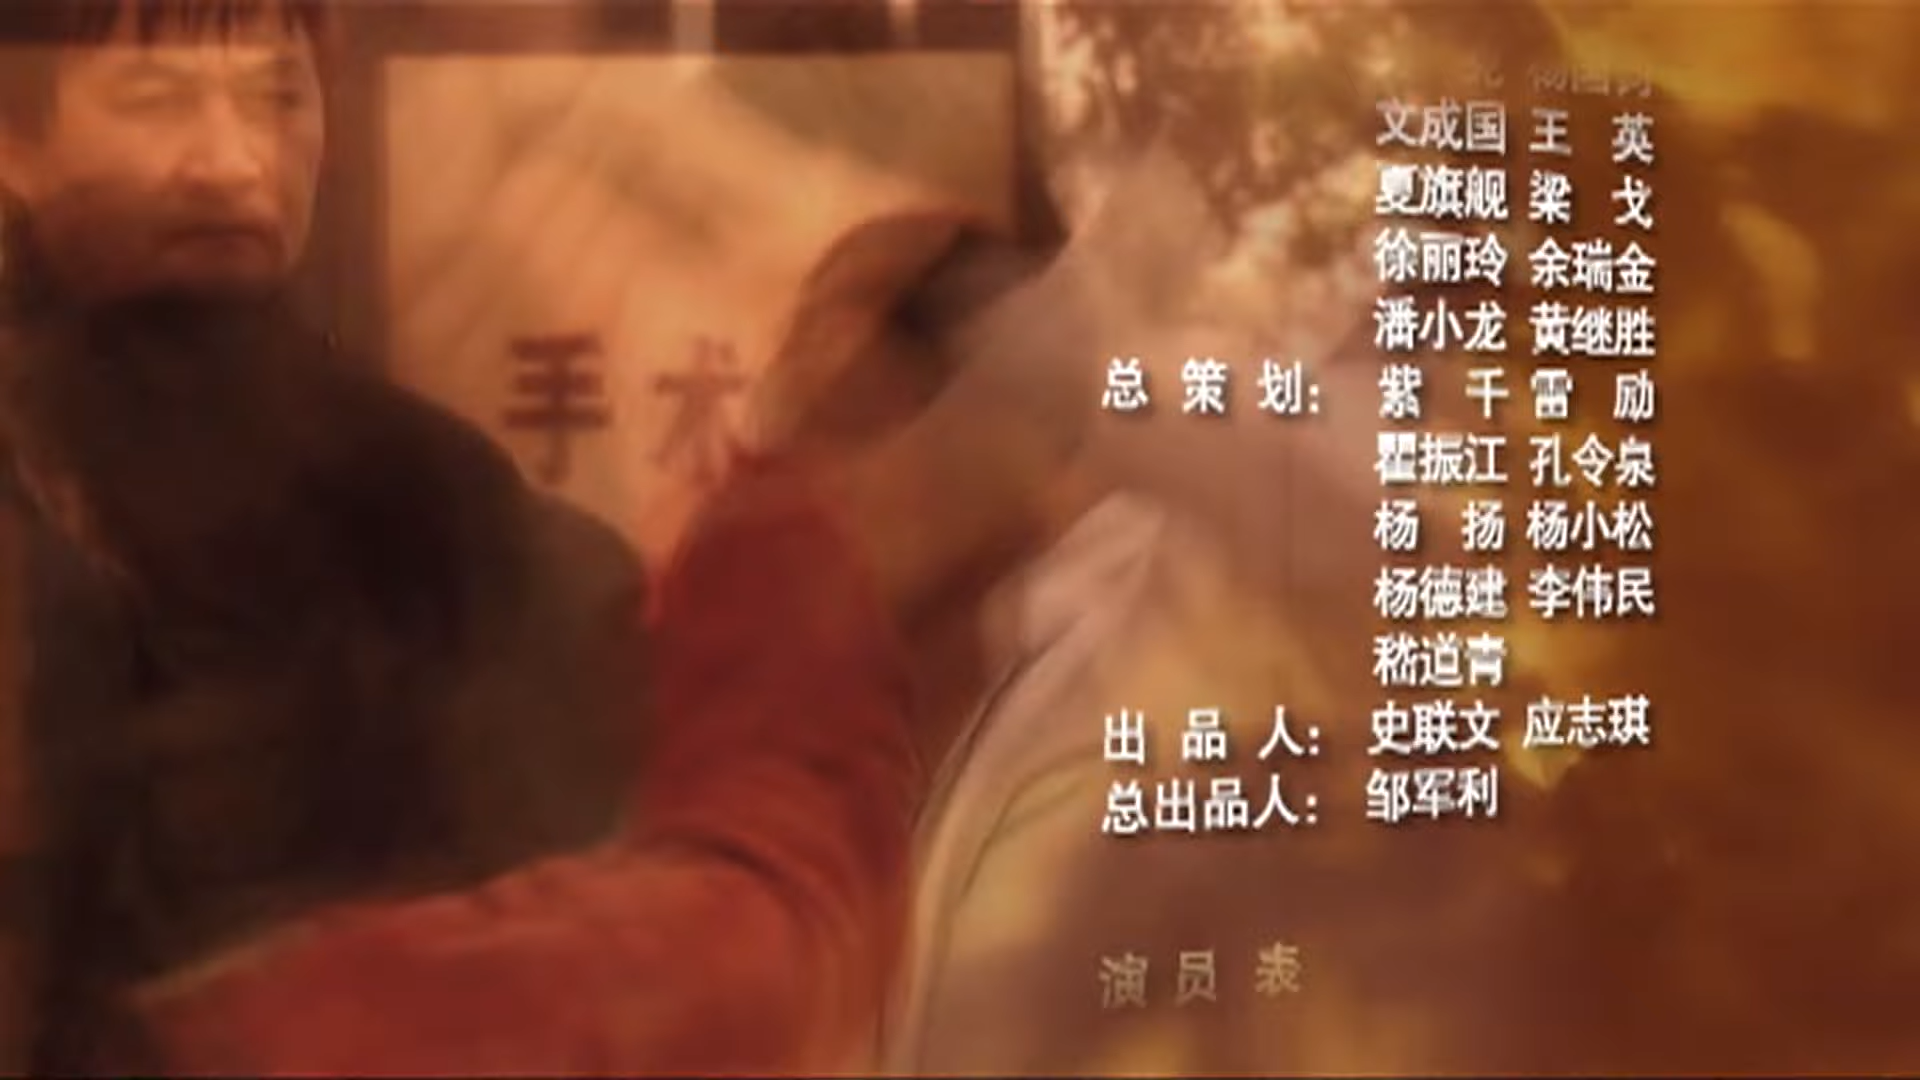 手术
文成国 王 英
夏旗舰 梁 戈
徐丽玲 余瑞金
潘小龙 黄继胜
总 策 划: 紫 千 雷 励
瞿振江 孔令泉
杨 扬 杨小松
杨德建 李伟民
嵇道青
出 品 人: 史联文 应志琪
总出品人: 邹军利
演 员 表